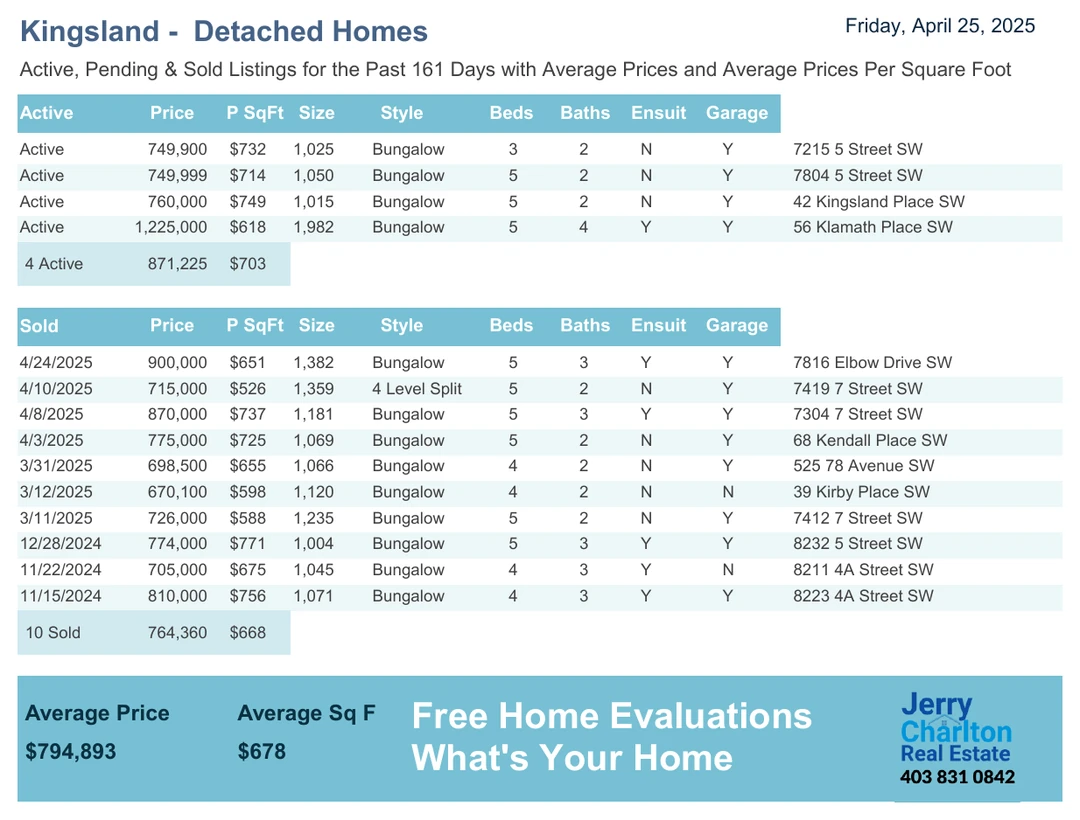 Kingsland -  Detached Homes
Friday, April 25, 2025
Active, Pending & Sold Listings for the Past 161 Days with Average Prices and Average Prices Per Square Foot
Active Price P SqFt Size Style Beds Baths Ensuit Garage
Active 749,900 $732 1,025 Bungalow 3 2 N Y 7215 5 Street SW
Active 749,999 $714 1,050 Bungalow 5 2 N Y 7804 5 Street SW
Active 760,000 $749 1,015 Bungalow 5 2 N Y 42 Kingsland Place SW
Active 1,225,000 $618 1,982 Bungalow 5 4 Y Y 56 Klamath Place SW
4 Active 871,225 $703
Sold Price P SqFt Size Style Beds Baths Ensuit Garage
4/24/2025 900,000 $651 1,382 Bungalow 5 3 Y Y 7816 Elbow Drive SW
4/10/2025 715,000 $526 1,359 4 Level Split 5 2 N Y 7419 7 Street SW
4/8/2025 870,000 $737 1,181 Bungalow 5 3 Y Y 7304 7 Street SW
4/3/2025 775,000 $725 1,069 Bungalow 5 2 N Y 68 Kendall Place SW
3/31/2025 698,500 $655 1,066 Bungalow 4 2 N Y 525 78 Avenue SW
3/12/2025 670,100 $598 1,120 Bungalow 4 2 N N 39 Kirby Place SW
3/11/2025 726,000 $588 1,235 Bungalow 5 2 N Y 7412 7 Street SW
12/28/2024 774,000 $771 1,004 Bungalow 5 3 Y Y 8232 5 Street SW
11/22/2024 705,000 $675 1,045 Bungalow 4 3 Y N 8211 4A Street SW
11/15/2024 810,000 $756 1,071 Bungalow 4 3 Y Y 8223 4A Street SW
10 Sold 764,360 $668
Average Price Average Sq F
$794,893 $678
Free Home Evaluations
What's Your Home
Jerry
Charlton
Real Estate
403 831 0842